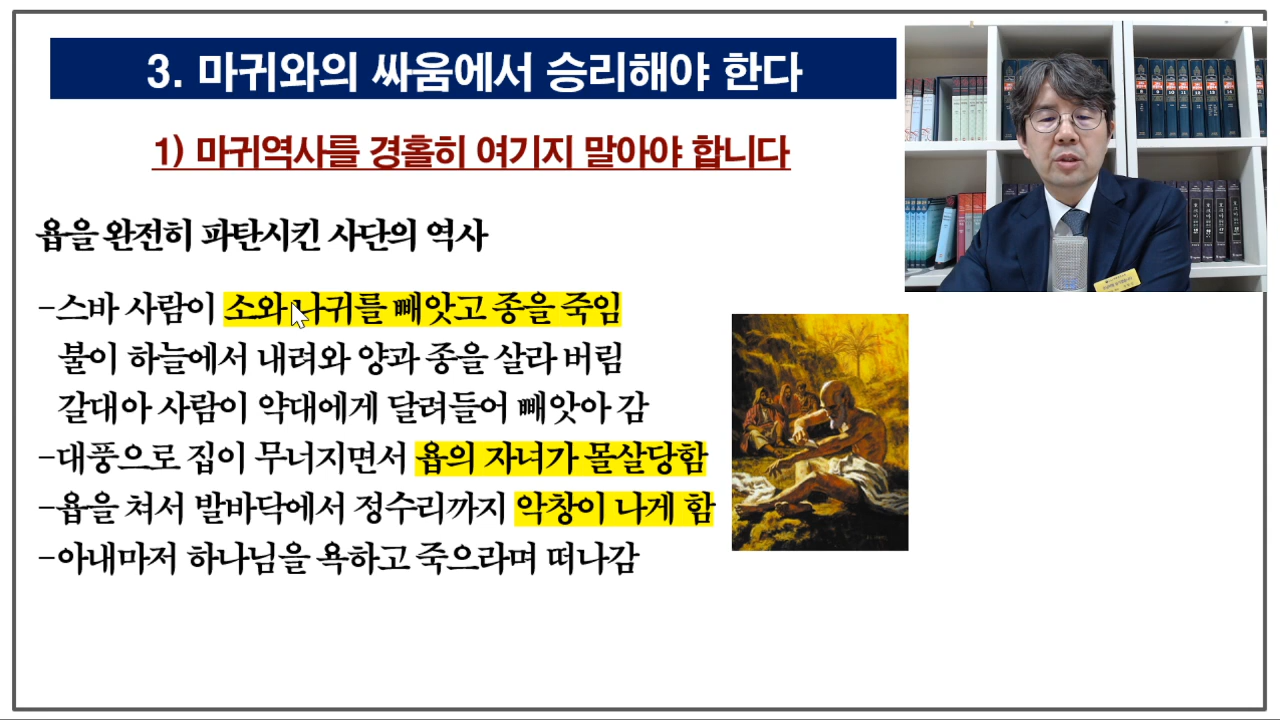 3. 마귀와의 싸움에서 승리해야 한다
1) 마귀역사를 경홀히 여기지 말아야 합니다
욥을 완전히 파탄시킨 사단의 역사
-스바 사람이 소와 나귀를 빼앗고 종을 죽임
불이 하늘에서 내려와 양과 종을 살라 버림
갈대아 사람이 약대에게 달려들어 빼앗아 감
-대풍으로 집이 무너지면서 욥의 자녀가 몰살당함
-욥을 쳐서 발바닥에서 정수리까지 악창이 나게 함
-아내마저 하나님을 욕하고 죽으라며 떠나감